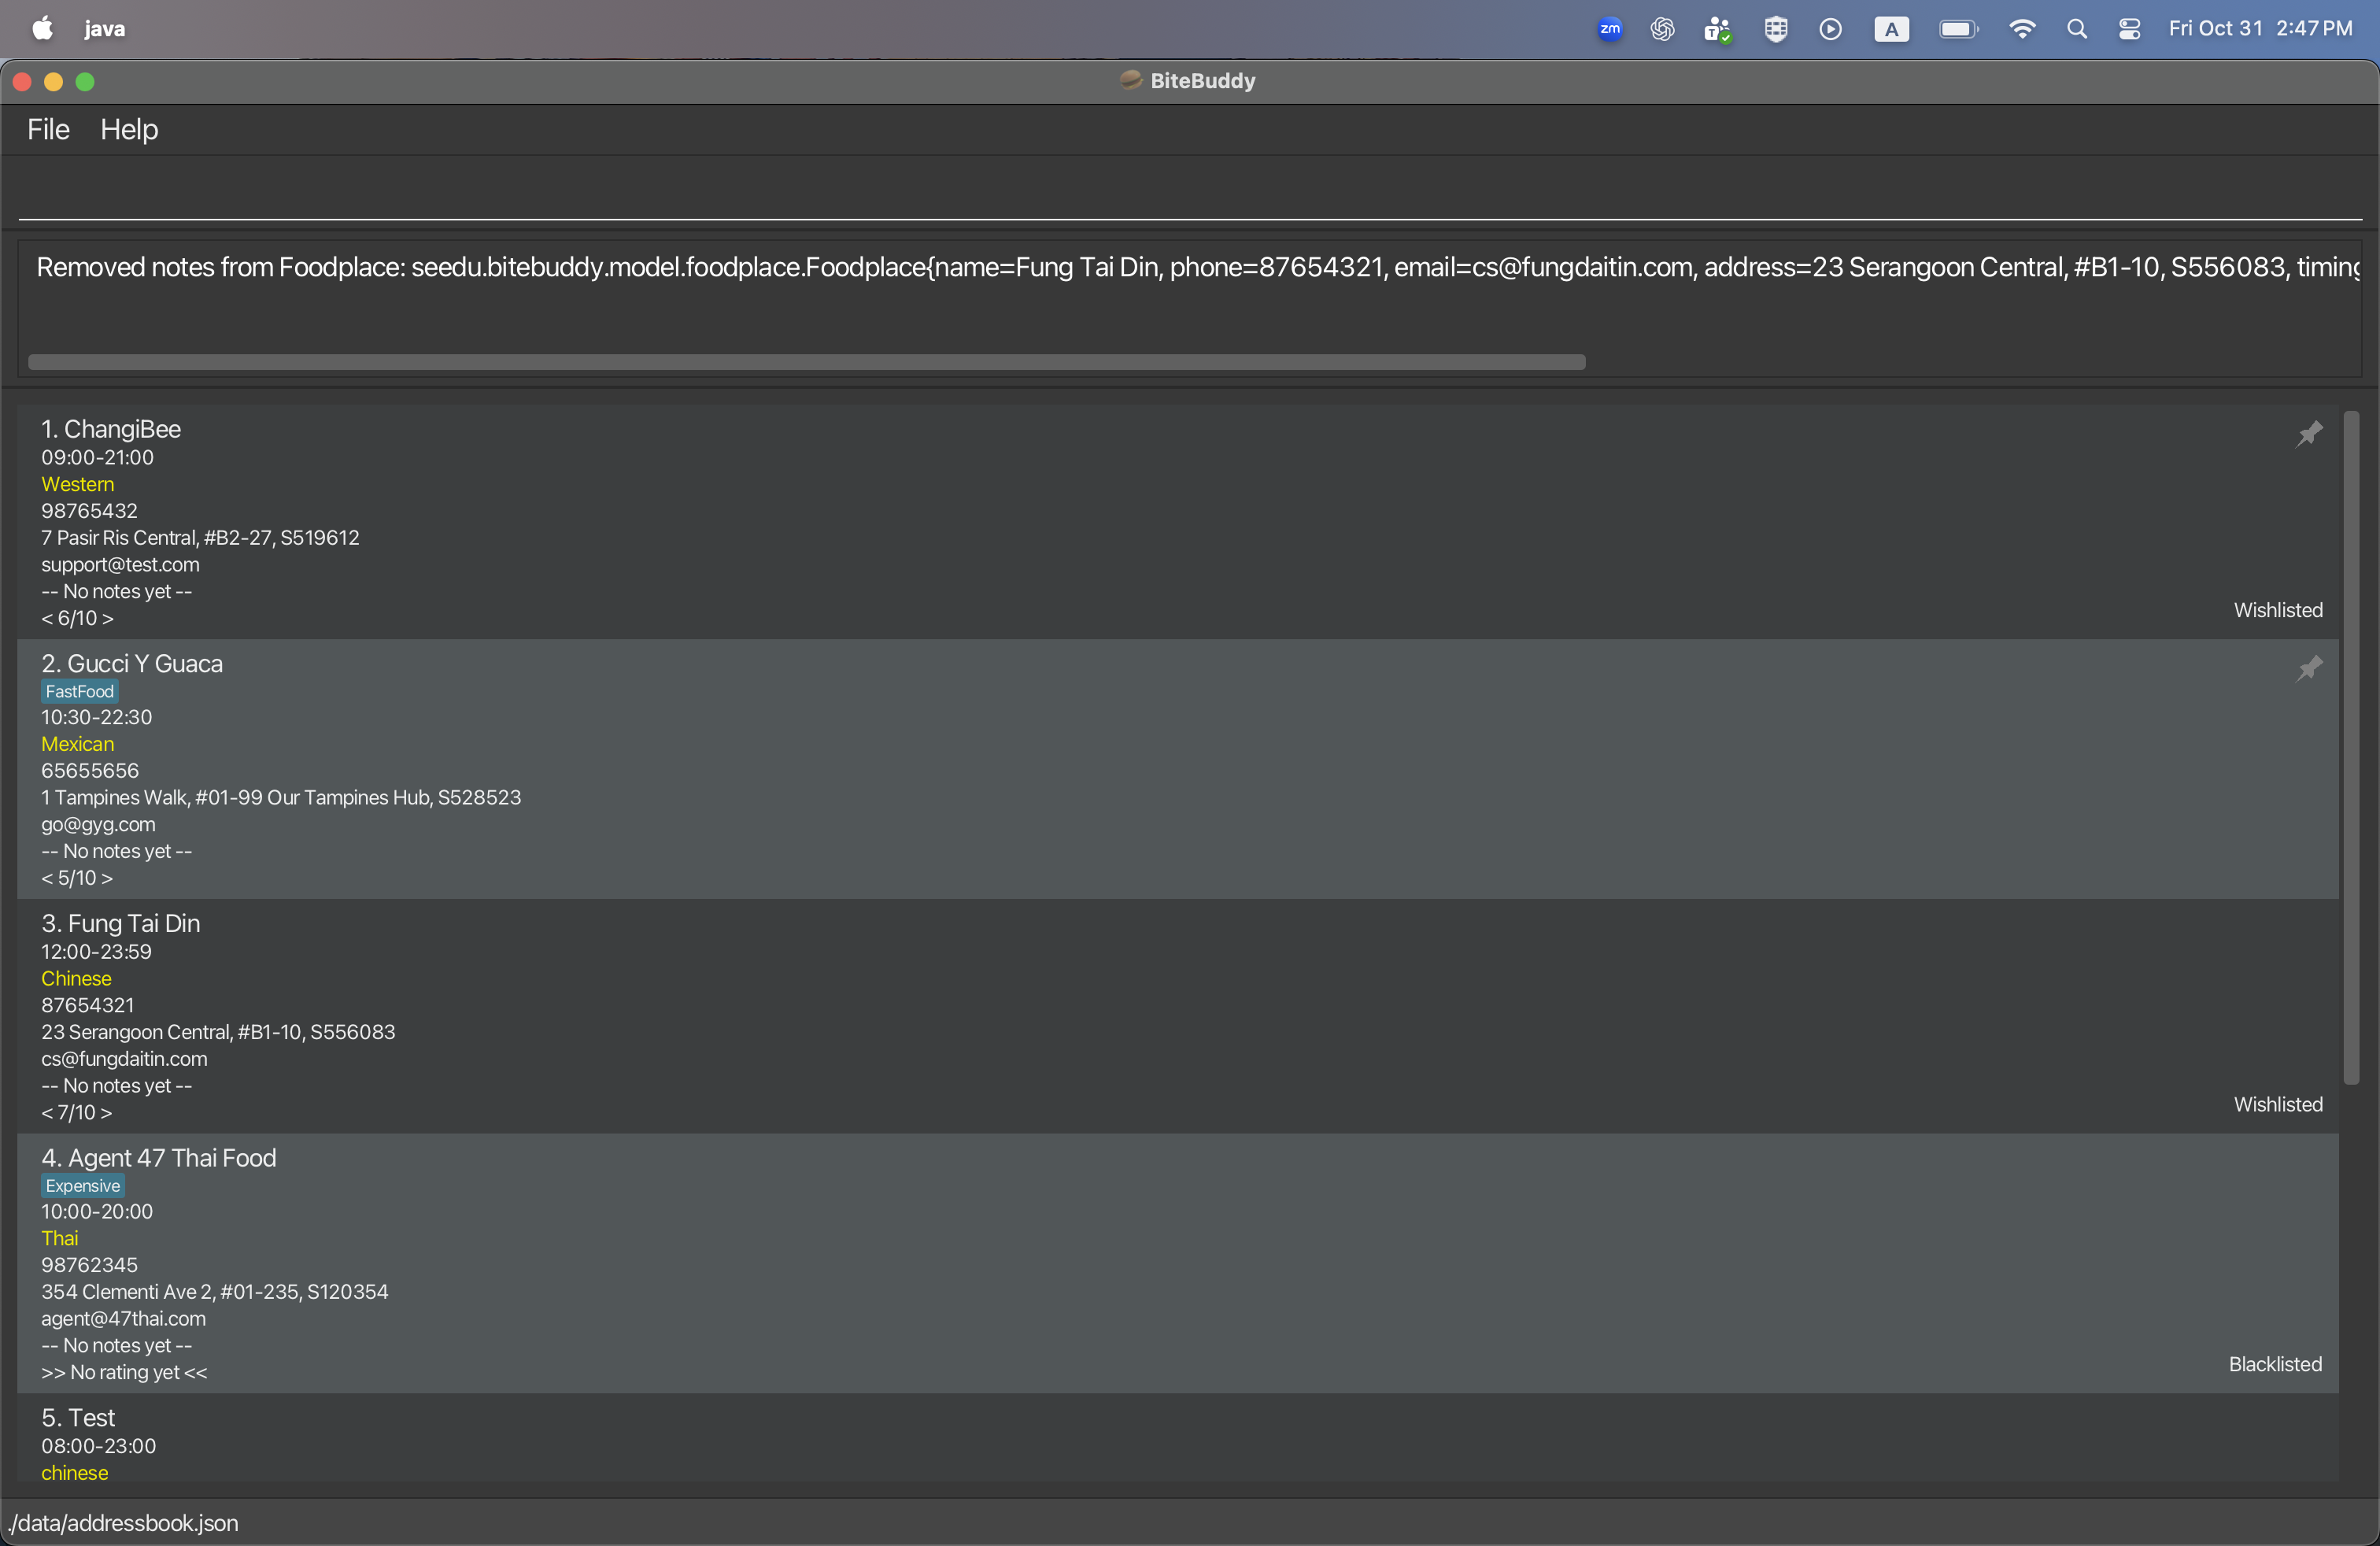 java
zm
T
A
Fri Oct 31 2:47 PM
BiteBuddy
File Help
Removed notes from Foodplace: seedu.bitebuddy.model.foodplace.Foodplace{name=Fung Tai Din, phone=87654321, email=cs@fungdaitin.com, address=23 Serangoon Central, #B1-10, S556083, timing
1. ChangiBee
09:00-21:00
Western
98765432
7 Pasir Ris Central, #B2-27, S519612
support@test.com
-- No notes yet --
< 6/10 >
Wishlisted
2. Gucci Y Guaca
FastFood
10:30-22:30
Mexican
65655656
1 Tampines Walk, #01-99 Our Tampines Hub, S528523
go@gyg.com
-- No notes yet --
< 5/10 >
3. Fung Tai Din
12:00-23:59
Chinese
87654321
23 Serangoon Central, #B1-10, S556083
cs@fungdaitin.com
-- No notes yet --
< 7/10 >
Wishlisted
4. Agent 47 Thai Food
Expensive
10:00-20:00
Thai
98762345
354 Clementi Ave 2, #01-235, S120354
agent@47thai.com
-- No notes yet --
>> No rating yet <<
Blacklisted
5. Test
08:00-23:00
chinese
./data/addressbook.json